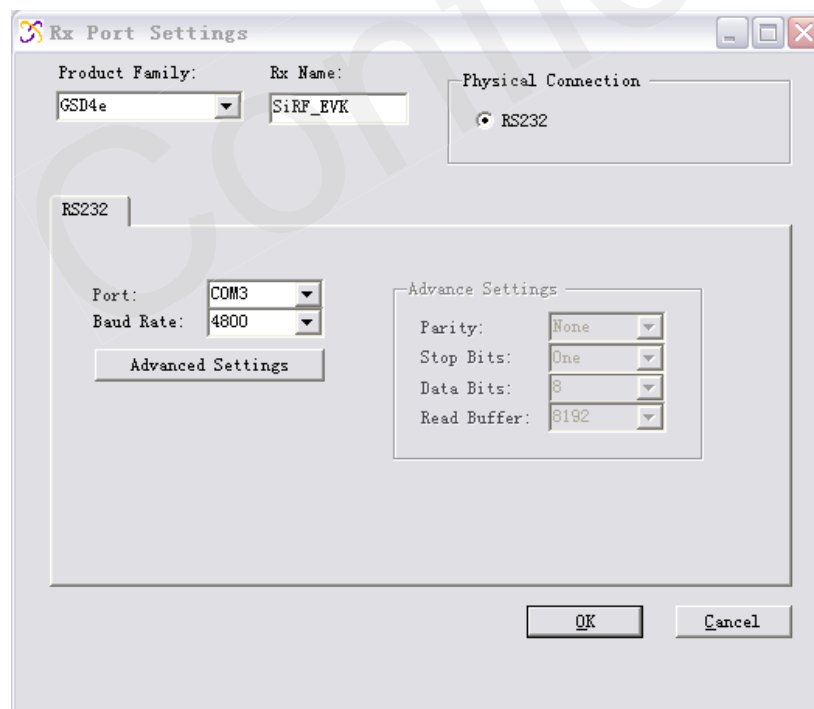 Rx Port Settings
Product Family: Rx Name:
GSD4e SiRF_EVK
Physical Connection
RS232
RS232
Port: COM3
Baud Rate: 4800
Advanced Settings
Advance Settings
Parity: None
Stop Bits: One
Data Bits: 8
Read Buffer: 8192
OK Cancel